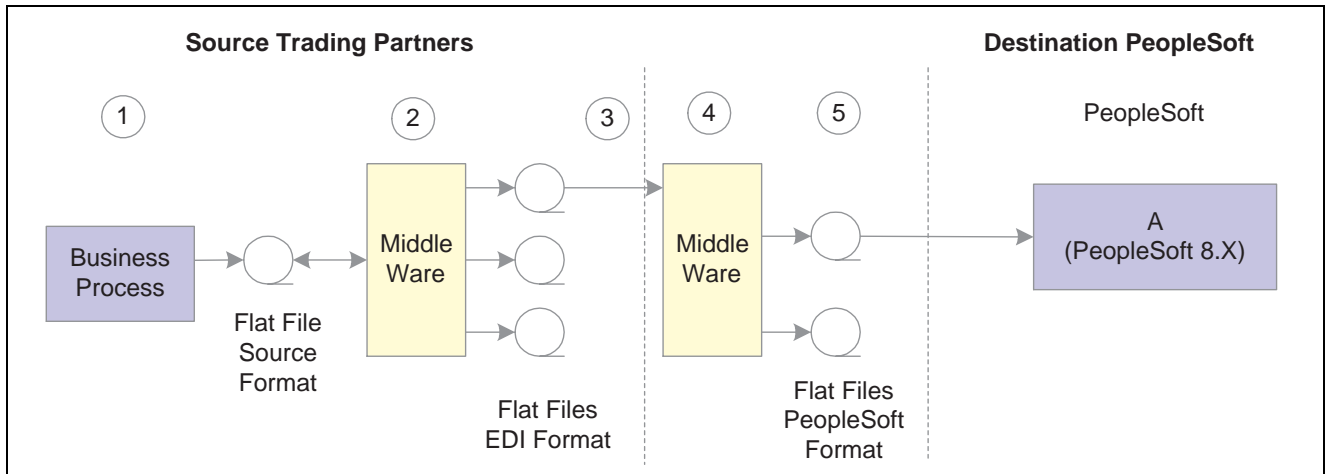 Source Trading Partners
Destination PeopleSoft
1
2
3
4
5
PeopleSoft
Business
Process
Flat File
Source
Format
Middle
Ware
Flat Files
EDI Format
Middle
Ware
Flat Files
PeopleSoft
Format
A
(PeopleSoft 8.X)